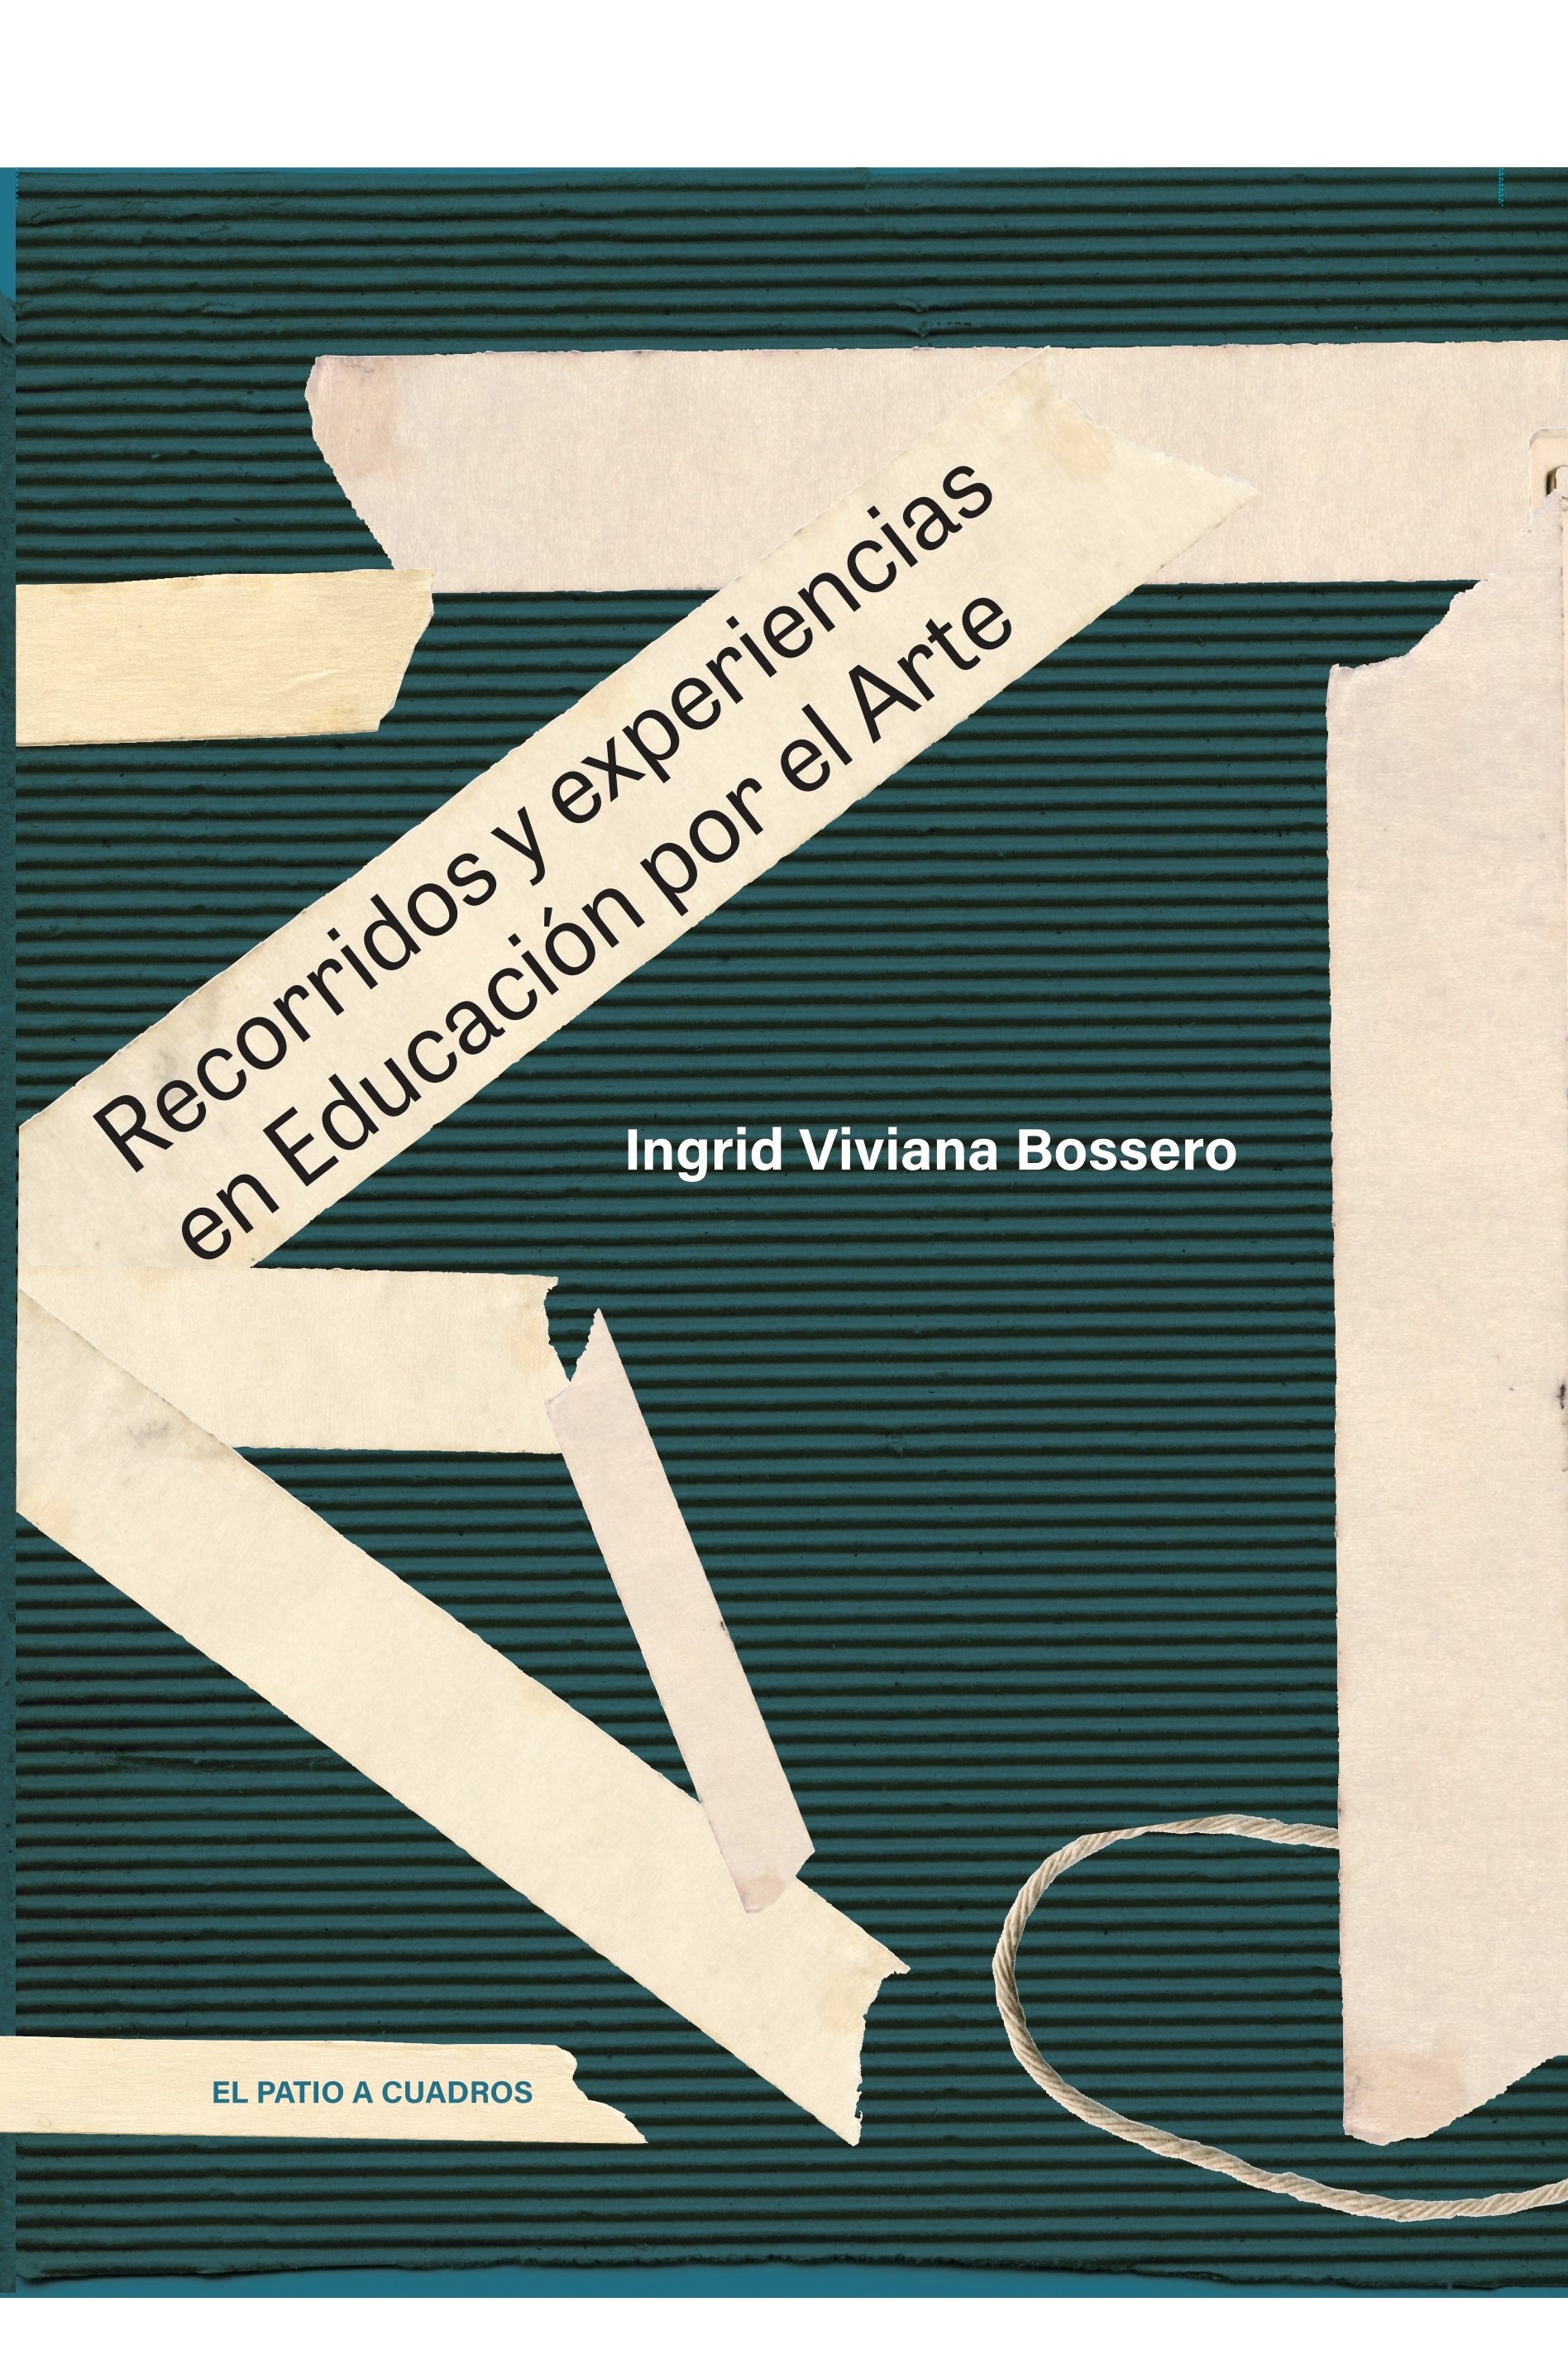 Recorridos y experiencias
en Educación por el Arte
Ingrid Viviana Bossero
EL PATIO A CUADROS